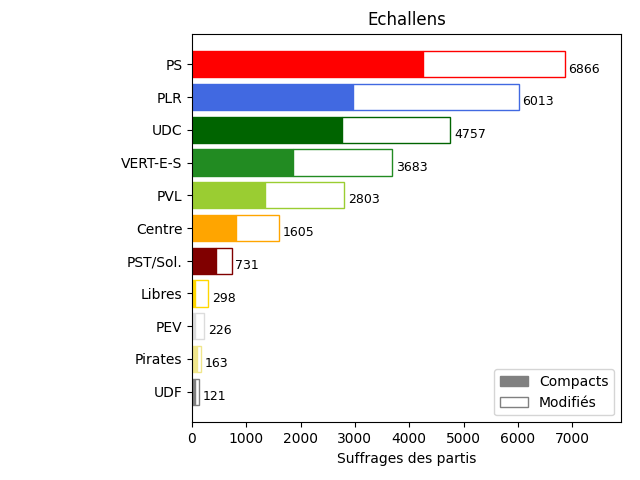 Echallens
PS 6866
PLR 6013
UDC 4757
VERT-E-S 3683
PVL 2803
Centre 1605
PST/Sol. 731
Libres 298
PEV 226
Pirates 163
UDF 121
Compacts
Modifiés
0 1000 2000 3000 4000 5000 6000 7000
Suffrages des partis